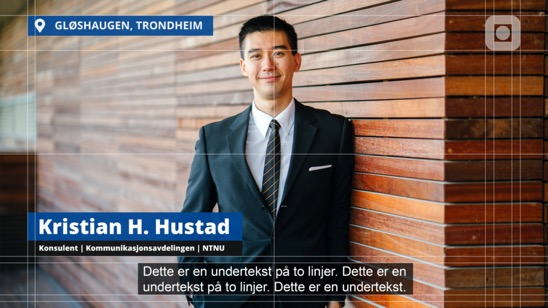 GLØSHAUGEN, TRONDHEIM
Kristian H. Hustad
Konsulent | Kommunikasjonsavdelingen | NTNU
Dette er en undertekst på to linjer. Dette er en
undertekst på to linjer. Dette er en undertekst.